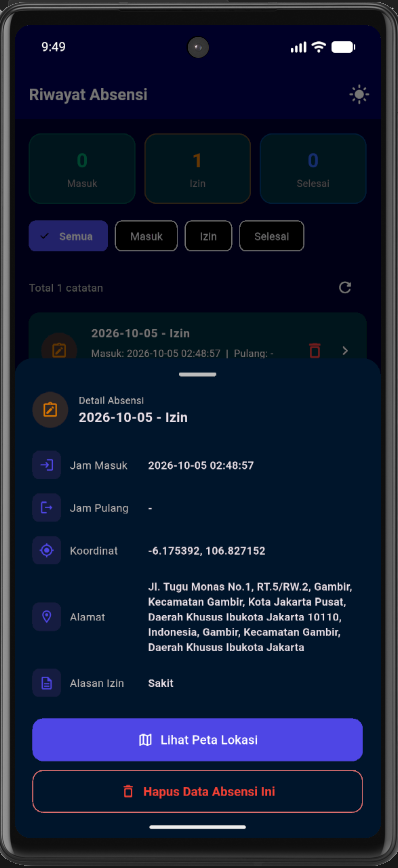 9:49
Riwayat Absensi
0
Masuk
1
Izin
0
Selesai
Semua
Masuk
Izin
Selesai
Total 1 catatan
2026-10-05 - Izin
Masuk: 2026-10-05 02:48:57 | Pulang: -
Detail Absensi
2026-10-05 - Izin
Jam Masuk 2026-10-05 02:48:57
Jam Pulang -
Koordinat -6.175392, 106.827152
Alamat
Jl. Tugu Monas No.1, RT.5/RW.2, Gambir,
Kecamatan Gambir, Kota Jakarta Pusat,
Daerah Khusus Ibukota Jakarta 10110,
Indonesia, Gambir, Kecamatan Gambir,
Daerah Khusus Ibukota Jakarta
Alasan Izin Sakit
Lihat Peta Lokasi
Hapus Data Absensi Ini